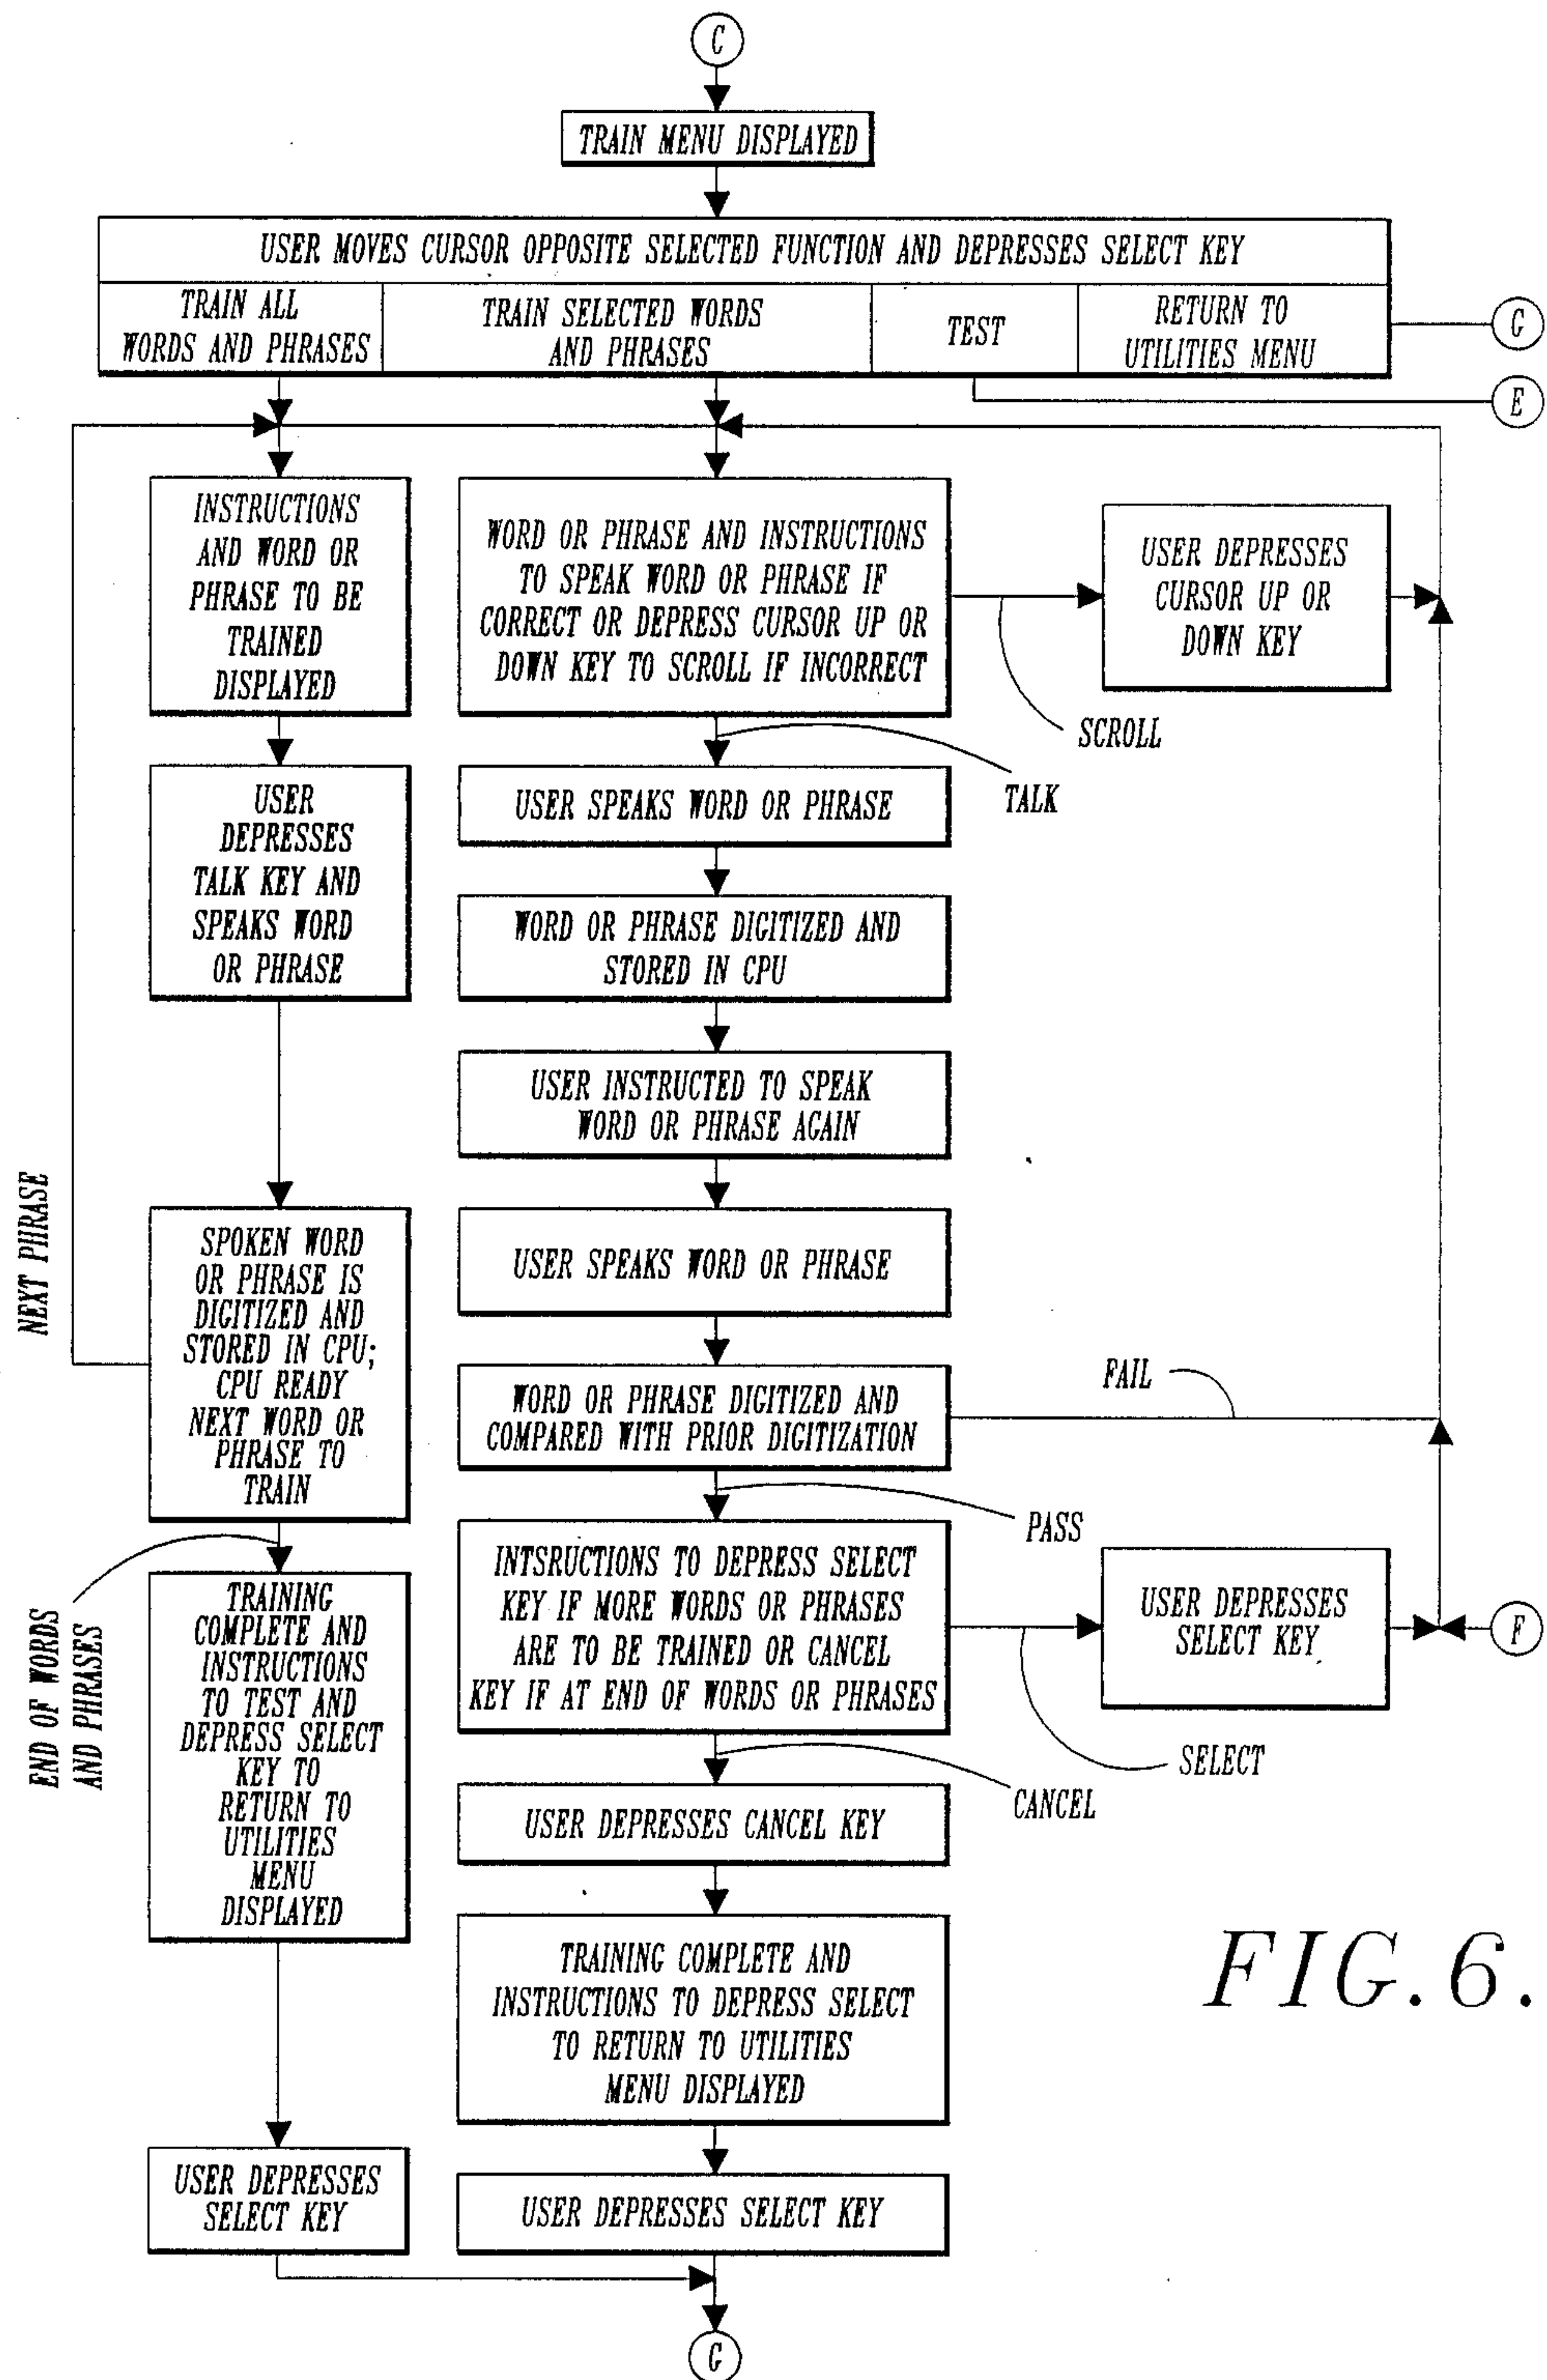 C
TRAIN MENU DISPLAYED
USER MOVES CURSOR OPPOSITE SELECTED FUNCTION AND DEPRESSES SELECT KEY
TRAIN ALL
WORDS AND PHRASES
TRAIN SELECTED WORDS
AND PHRASES
TEST
RETURN TO
UTILITIES MENU
G
E
INSTRUCTIONS
AND WORD OR
PHRASE TO BE
TRAINED
DISPLAYED
WORD OR PHRASE AND INSTRUCTIONS
TO SPEAK WORD OR PHRASE IF
CORRECT OR DEPRESS CURSOR UP OR
DOWN KEY TO SCROLL IF INCORRECT
USER DEPRESSES
CURSOR UP OR
DOWN KEY
SCROLL
TALK
USER
DEPRESSES
TALK KEY AND
SPEAKS WORD
OR PHRASE
USER SPEAKS WORD OR PHRASE
WORD OR PHRASE DIGITIZED AND
STORED IN CPU
USER INSTRUCTED TO SPEAK
WORD OR PHRASE AGAIN
NEXT PHRASE
SPOKEN WORD
OR PHRASE IS
DIGITIZED AND
STORED IN CPU;
CPU READY
NEXT WORD OR
PHRASE TO
TRAIN
USER SPEAKS WORD OR PHRASE
WORD OR PHRASE DIGITIZED AND
COMPARED WITH PRIOR DIGITIZATION
FAIL
PASS
END OF WORDS
AND PHRASES
TRAINING
COMPLETE AND
INSTRUCTIONS
TO TEST AND
DEPRESS SELECT
KEY TO
RETURN TO
UTILITIES
MENU
DISPLAYED
INTSRUCTIONS TO DEPRESS SELECT
KEY IF MORE WORDS OR PHRASES
ARE TO BE TRAINED OR CANCEL
KEY IF AT END OF WORDS OR PHRASES
USER DEPRESSES
SELECT KEY
F
SELECT
CANCEL
USER DEPRESSES CANCEL KEY
TRAINING COMPLETE AND
INSTRUCTIONS TO DEPRESS SELECT
TO RETURN TO UTILITIES
MENU DISPLAYED
FIG.6.
USER DEPRESSES
SELECT KEY
USER DEPRESSES SELECT KEY
G